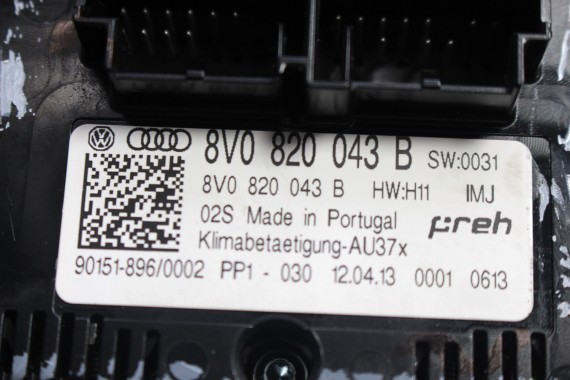 8V0 820 043 B SW:0031
8V0 820 043 B HW:H11 IMJ
02S Made in Portugal preh
Klimabetaetigung-AU37x
90151-896/0002 PP1 - 030 12.04.13 0001 0613